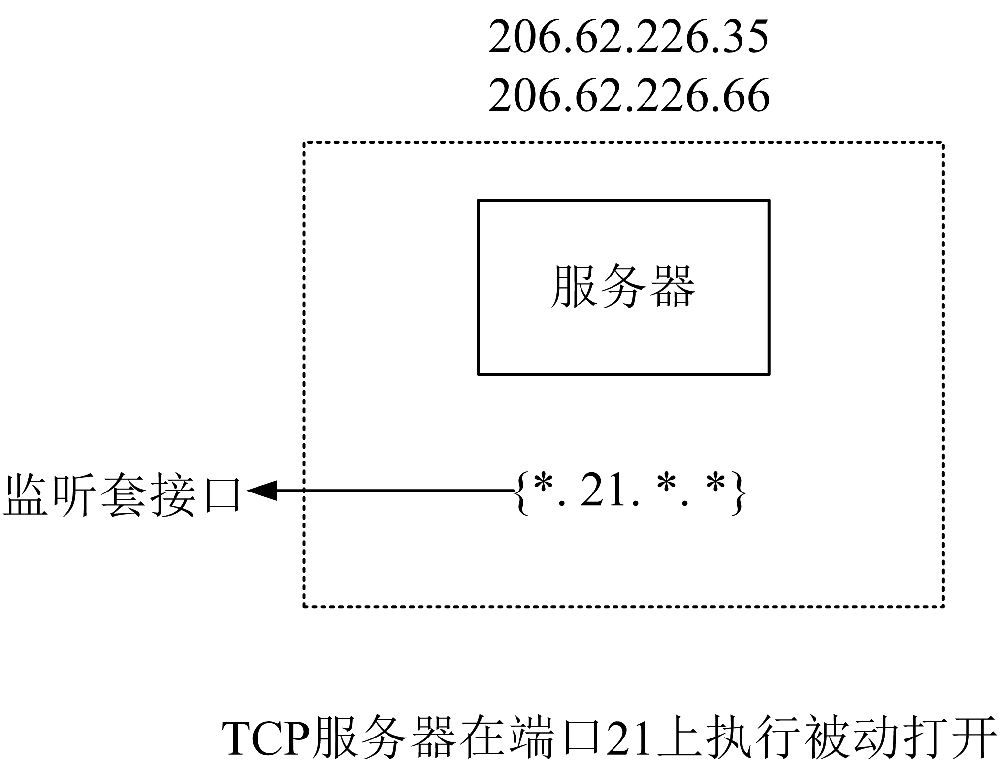 206.62.226.35
206.62.226.66
服务器
监听套接口
{*. 21. *. *}
TCP服务器在端口21上执行被动打开